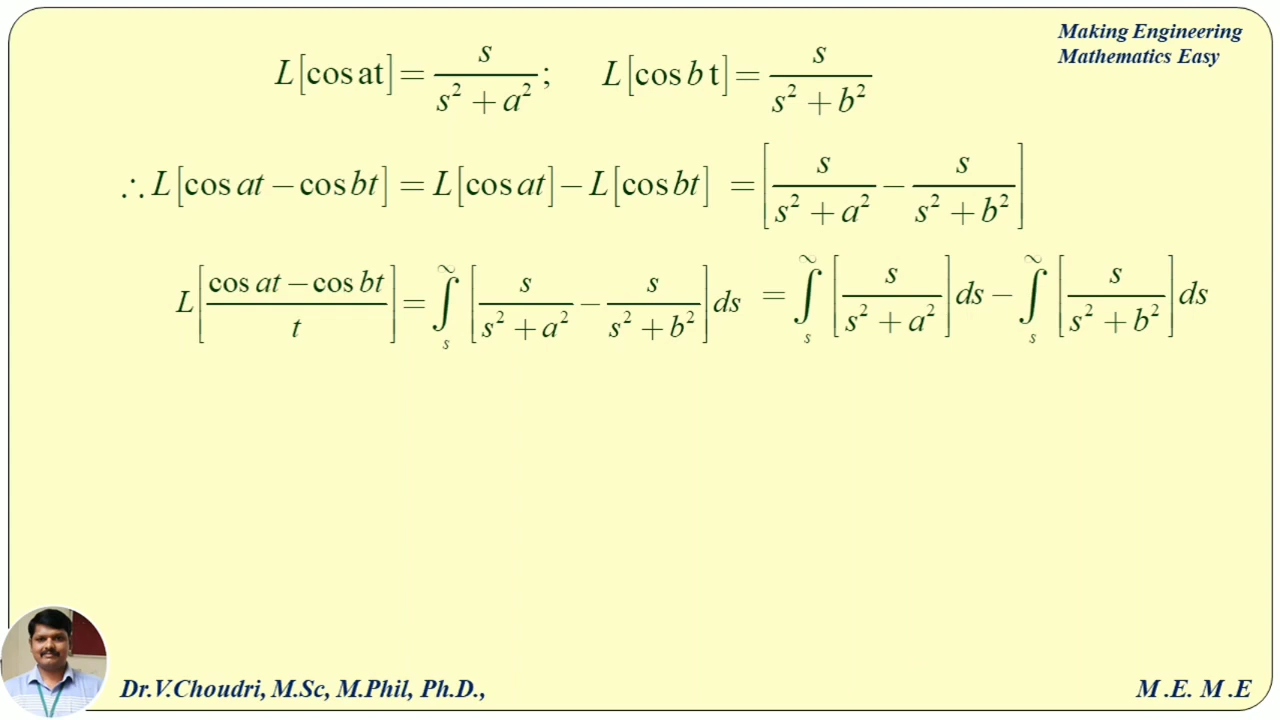 Making Engineering
Mathematics Easy
L[cos at] = s/(s² + a²); L[cos b t] = s/(s² + b²)
∴ L[cos at − cos bt] = L[cos at] − L[cos bt] = [s/(s² + a²) − s/(s² + b²)]
L[(cos at − cos bt)/t] = ∫ₛ^∞ [s/(s² + a²) − s/(s² + b²)] ds = ∫ₛ^∞ [s/(s² + a²)] ds − ∫ₛ^∞ [s/(s² + b²)] ds
Dr.V.Choudri, M.Sc, M.Phil, Ph.D.,
M .E. M .E